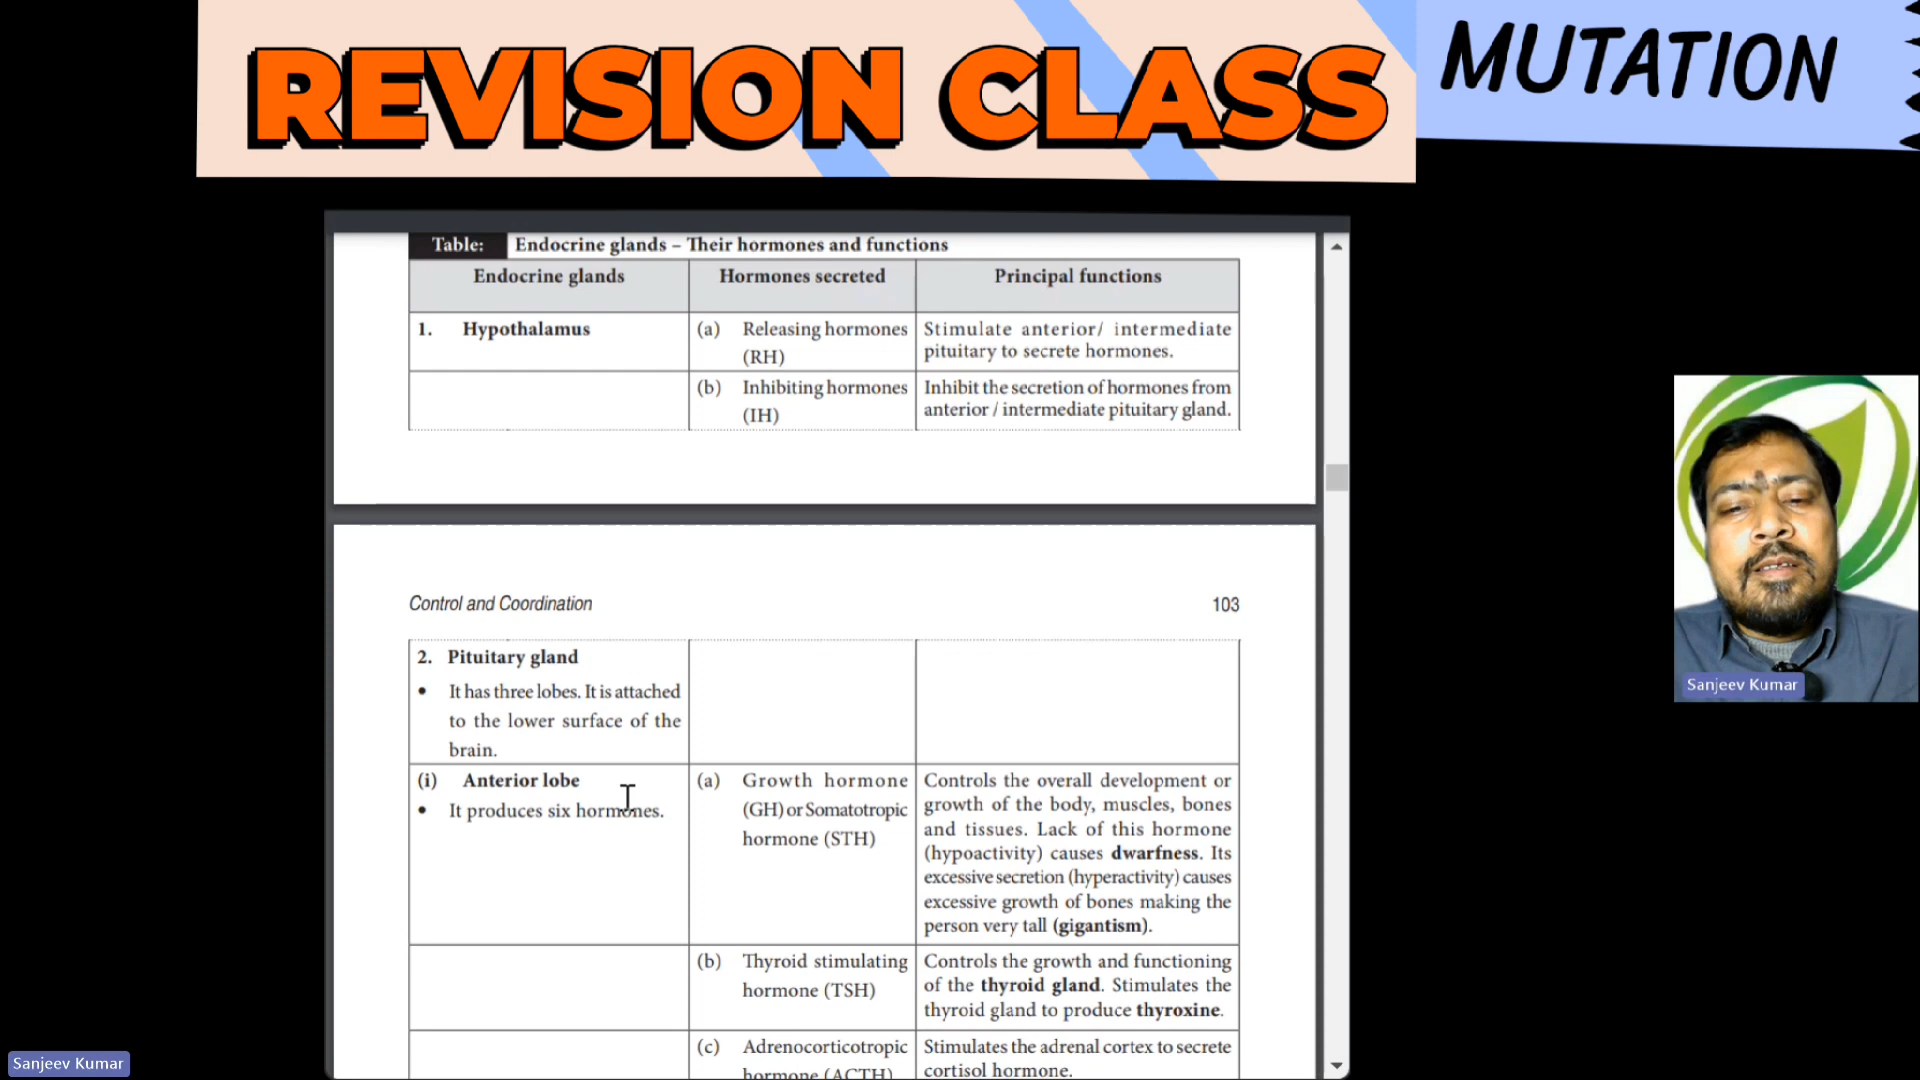 REVISION CLASS
MUTATION
Table: Endocrine glands – Their hormones and functions
Endocrine glands Hormones secreted Principal functions
1. Hypothalamus (a) Releasing hormones (RH) Stimulate anterior/ intermediate pituitary to secrete hormones.
(b) Inhibiting hormones (IH) Inhibit the secretion of hormones from anterior / intermediate pituitary gland.
Control and Coordination 103
2. Pituitary gland
• It has three lobes. It is attached
to the lower surface of the
brain.
(i) Anterior lobe
• It produces six hormones.
(a) Growth hormone
(GH) or Somatotropic
hormone (STH)
Controls the overall development or
growth of the body, muscles, bones
and tissues. Lack of this hormone
(hypoactivity) causes dwarfness. Its
excessive secretion (hyperactivity) causes
excessive growth of bones making the
person very tall (gigantism).
(b) Thyroid stimulating
hormone (TSH)
Controls the growth and functioning
of the thyroid gland. Stimulates the
thyroid gland to produce thyroxine.
(c) Adrenocorticotropic
hormone (ACTH)
Stimulates the adrenal cortex to secrete
cortisol hormone.
Sanjeev Kumar
Sanjeev Kumar